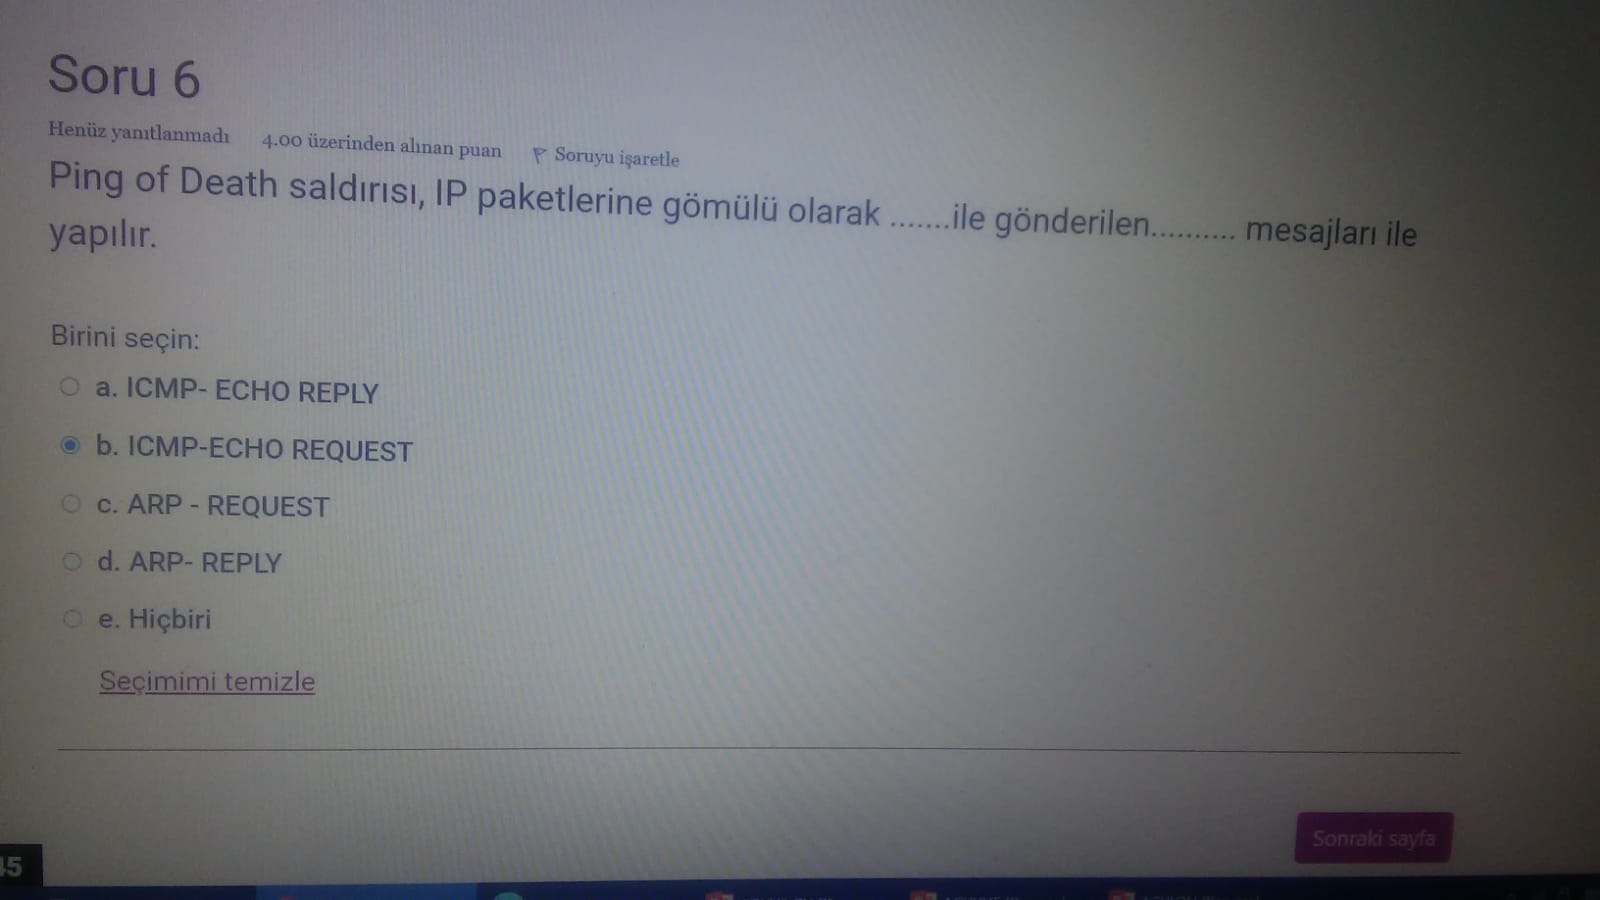 Soru 6
Henüz yanıtlanmadı 4.00 üzerinden alınan puan Soruyu işaretle
Ping of Death saldırısı, IP paketlerine gömülü olarak .......ile gönderilen.......... mesajları ile
yapılır.
Birini seçin:
a. ICMP- ECHO REPLY
b. ICMP-ECHO REQUEST
c. ARP - REQUEST
d. ARP- REPLY
e. Hiçbiri
Seçimimi temizle
Sonraki sayfa